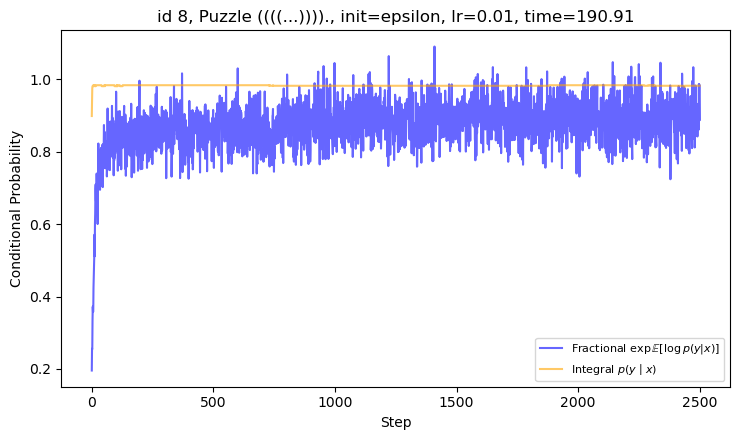 id 8, Puzzle ((((...))))., init=epsilon, lr=0.01, time=190.91
Conditional Probability
1.0
0.8
0.6
0.4
0.2
0
500
1000
1500
2000
2500
Step
Fractional exp𝔼[log p(y|x)]
Integral p(y | x)